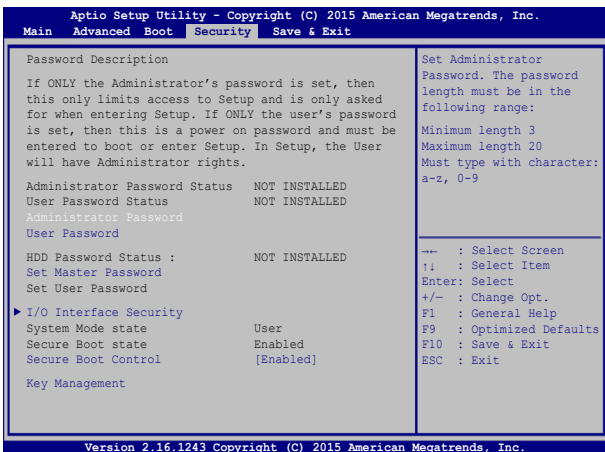 Aptio Setup Utility - Copyright (C) 2015 American Megatrends, Inc.
Main Advanced Boot Security Save & Exit
Password Description
If ONLY the Administrator's password is set, then
this only limits access to Setup and is only asked
for when entering Setup. If ONLY the user's password
is set, then this is a power on password and must be
entered to boot or enter Setup. In Setup, the User
will have Administrator rights.
Administrator Password Status NOT INSTALLED
User Password Status NOT INSTALLED
Administrator Password
User Password
HDD Password Status : NOT INSTALLED
Set Master Password
Set User Password
I/O Interface Security
System Mode state User
Secure Boot state Enabled
Secure Boot Control [Enabled]
Key Management
Set Administrator
Password. The password
length must be in the
following range:
Minimum length 3
Maximum length 20
Must type with character:
a-z, 0-9
→← : Select Screen
↑↓ : Select Item
Enter: Select
+/— : Change Opt.
F1 : General Help
F9 : Optimized Defaults
F10 : Save & Exit
ESC : Exit
Version 2.16.1243 Copyright (C) 2015 American Megatrends, Inc.